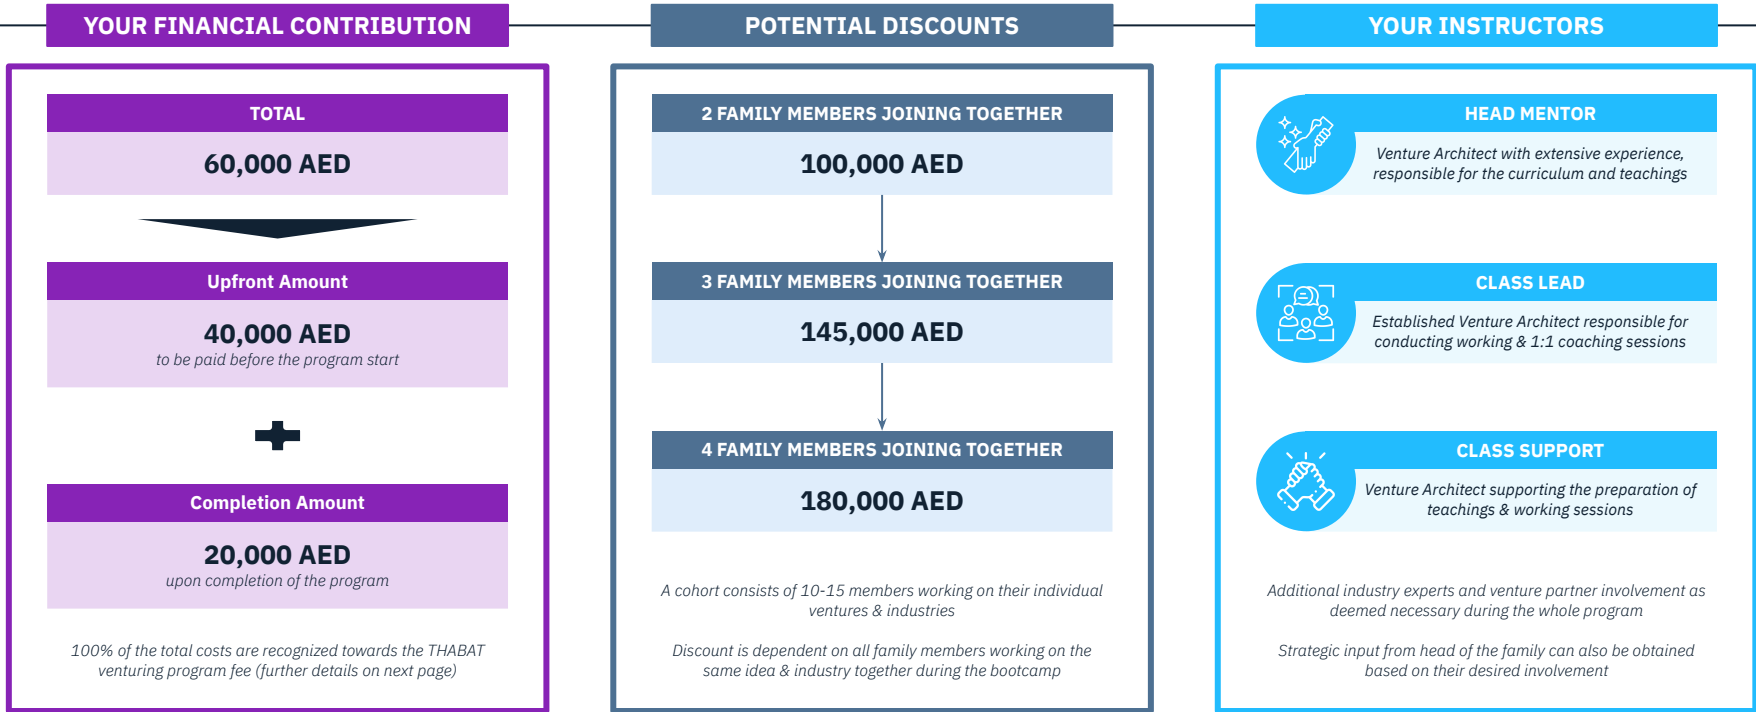 YOUR FINANCIAL CONTRIBUTION
TOTAL
60,000 AED
Upfront Amount
40,000 AED
to be paid before the program start
Completion Amount
20,000 AED
upon completion of the program
100% of the total costs are recognized towards the THABAT
venturing program fee (further details on next page)
POTENTIAL DISCOUNTS
2 FAMILY MEMBERS JOINING TOGETHER
100,000 AED
3 FAMILY MEMBERS JOINING TOGETHER
145,000 AED
4 FAMILY MEMBERS JOINING TOGETHER
180,000 AED
A cohort consists of 10-15 members working on their individual
ventures & industries
Discount is dependent on all family members working on the
same idea & industry together during the bootcamp
YOUR INSTRUCTORS
HEAD MENTOR
Venture Architect with extensive experience,
responsible for the curriculum and teachings
CLASS LEAD
Established Venture Architect responsible for
conducting working & 1:1 coaching sessions
CLASS SUPPORT
Venture Architect supporting the preparation of
teachings & working sessions
Additional industry experts and venture partner involvement as
deemed necessary during the whole program
Strategic input from head of the family can also be obtained
based on their desired involvement